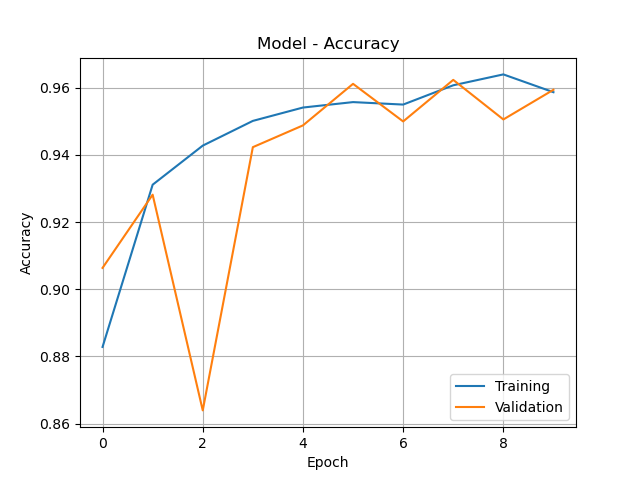 Model - Accuracy
0.96
0.94
0.92
0.90
0.88
0.86
Accuracy
0 2 4 6 8
Epoch
Training
Validation